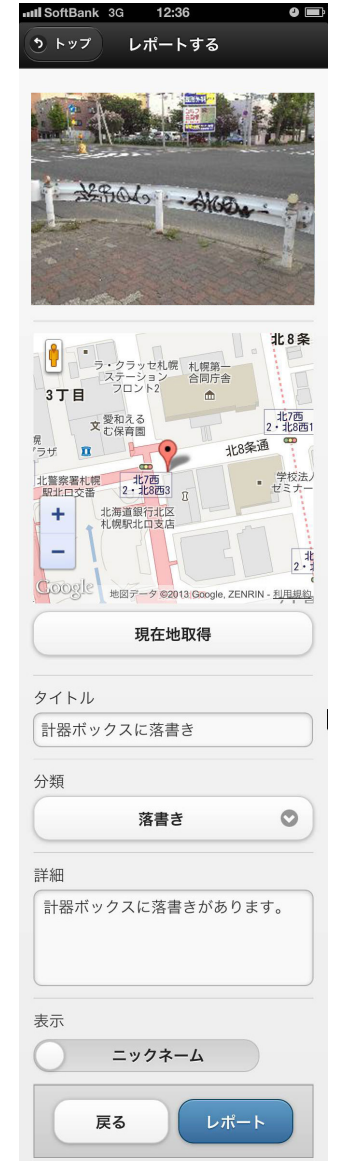 SoftBank 3G 12:36
トップ レポートする
北8条
ラ・クラッセ札幌
ステーション
フロント2
札幌第一
合同庁舎
3丁目
愛和える
む保育園
北7西
2・北8西1
北8条通
北警察署札幌
駅北口交番
北7西
2・北8西3
学校法人
ゼミナー
北海道銀行北区
札幌駅北口支店
+
−
Google
地図データ ©2013 Google, ZENRIN - 利用規約
現在地取得
タイトル
計器ボックスに落書き
分類
落書き
詳細
計器ボックスに落書きがあります。
表示
ニックネーム
戻る レポート